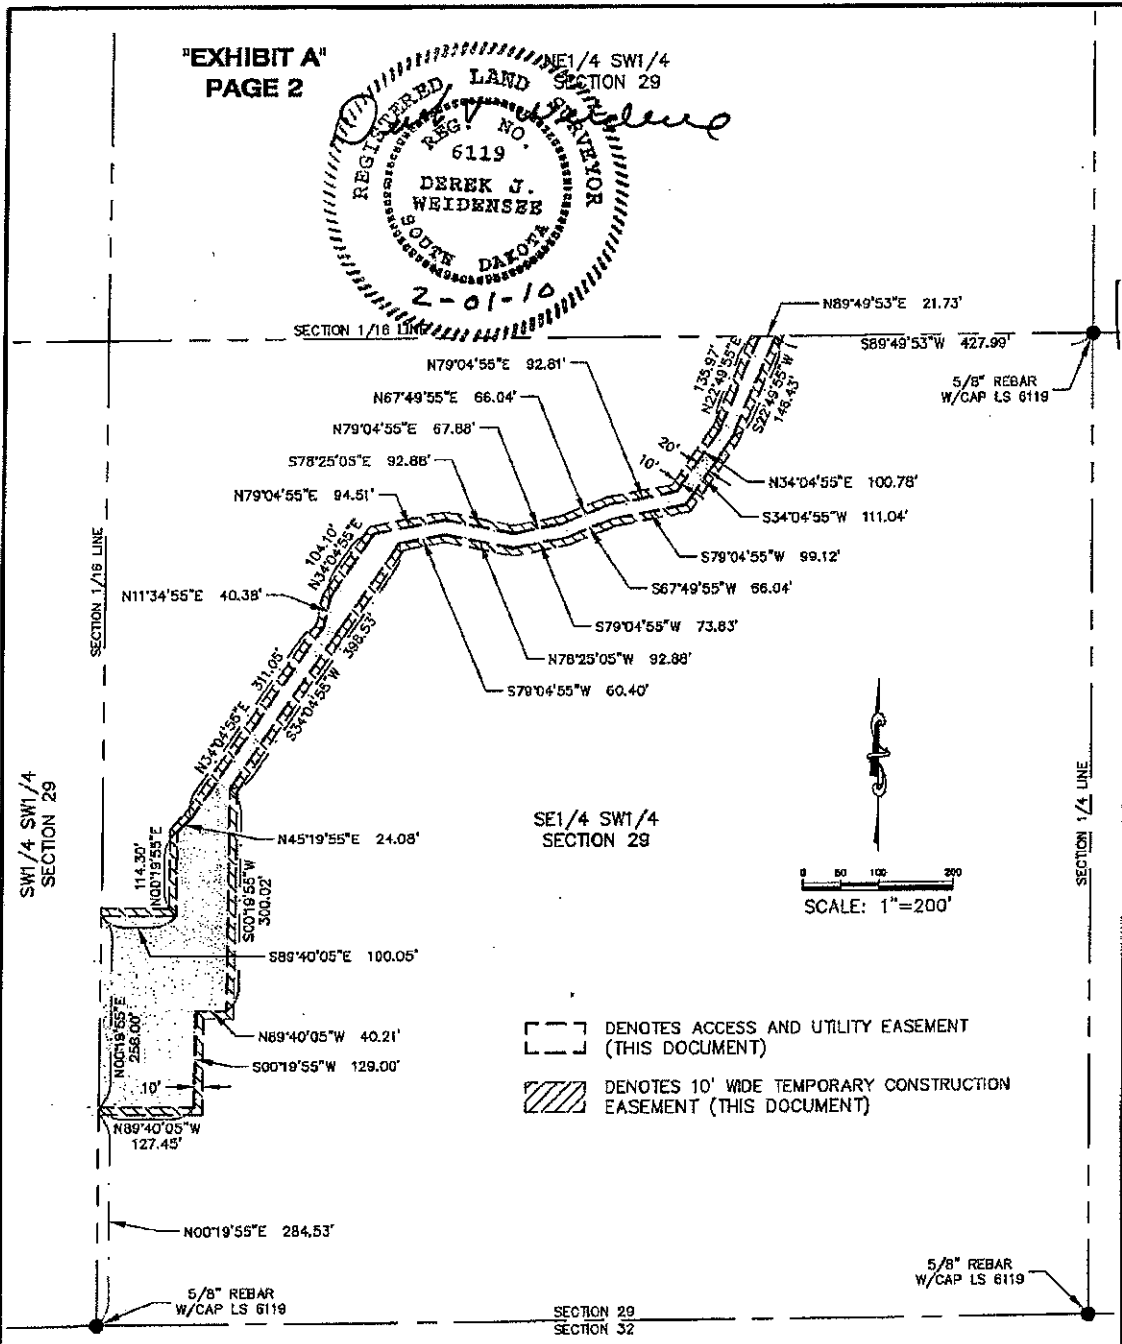 "EXHIBIT A"
PAGE 2
NE1/4 SW1/4
SECTION 29
REGISTERED LAND SURVEYOR
REG. NO.
6119
DEREK J.
WEIDENSEE
SOUTH DAKOTA
2-01-10
SECTION 1/16 LINE
N89°49'53"E 21.73'
S89°49'53"W 427.99'
5/8" REBAR
W/CAP LS 6119
N79°04'55"E 92.81'
135.97'
N22°49'55"E
S22°49'55"W
148.43'
N67°49'55"E 66.04'
N79°04'55"E 67.88'
20'
10'
S78°25'05"E 92.88'
N34°04'55"E 100.78'
N79°04'55"E 94.51'
S34°04'55"W 111.04'
104.10'
N34°04'55"E
S79°04'55"W 99.12'
SECTION 1/16 LINE
N11°34'55"E 40.38'
S67°49'55"W 66.04'
S79°04'55"W 73.83'
N78°25'05"W 92.88'
S79°04'55"W 60.40'
N34°04'55"E 311.05'
S34°04'55"W 398.53'
SW1/4 SW1/4
SECTION 29
SE1/4 SW1/4
SECTION 29
SECTION 1/4 LINE
N45°19'55"E 24.08'
114.30'
N00°19'55"E
S00°19'55"W
300.02'
0 50 100 200
SCALE: 1"=200'
S89°40'05"E 100.05'
N00°19'55"E
258.00'
N89°40'05"W 40.21'
S00°19'55"W 129.00'
10'
DENOTES ACCESS AND UTILITY EASEMENT
(THIS DOCUMENT)
DENOTES 10' WIDE TEMPORARY CONSTRUCTION
EASEMENT (THIS DOCUMENT)
N89°40'05"W
127.45'
N00°19'55"E 284.53'
5/8" REBAR
W/CAP LS 6119
5/8" REBAR
W/CAP LS 6119
SECTION 29
SECTION 32